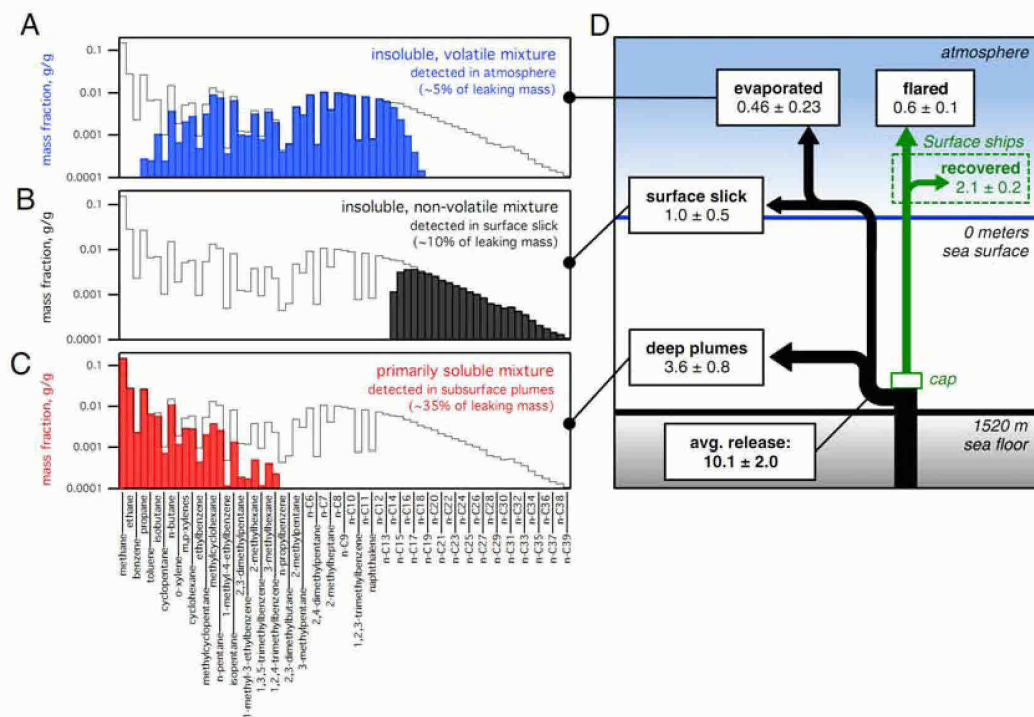 A
mass fraction, g/g
0.1
0.01
0.001
0.0001
insoluble, volatile mixture
detected in atmosphere
(~5% of leaking mass)
B
mass fraction, g/g
0.1
0.01
0.001
0.0001
insoluble, non-volatile mixture
detected in surface slick
(~10% of leaking mass)
C
mass fraction, g/g
0.1
0.01
0.001
0.0001
primarily soluble mixture
detected in subsurface plumes
(~35% of leaking mass)
methane
ethane
benzene
propane
toluene
isobutane
cyclopentane
n-butane
o-xylene
m,p-xylenes
cyclohexane
ethylbenzene
methylcyclopentane
methylcyclohexane
n-pentane
1-methyl-4-ethylbenzene
isopentane
2,3-dimethylpentane
1-methyl-3-ethylbenzene
2-methylhexane
1,3,5-trimethylbenzene
3-methylhexane
1,2,4-trimethylbenzene
n-propylbenzene
2,3-dimethylbutane
2-methylpentane
3-methylpentane
n-C6
2,4-dimethylpentane
n-C7
2-methylheptane
n-C8
n-C9
n-C10
1,2,3-trimethylbenzene
n-C11
naphthalene
n-C12
n-C13
n-C14
n-C15
n-C16
n-C17
n-C18
n-C19
n-C20
n-C21
n-C22
n-C23
n-C24
n-C25
n-C26
n-C27
n-C28
n-C29
n-C30
n-C31
n-C32
n-C33
n-C34
n-C35
n-C36
n-C37
n-C38
n-C39
D
atmosphere
evaporated
0.46 ± 0.23
flared
0.6 ± 0.1
Surface ships
recovered
2.1 ± 0.2
surface slick
1.0 ± 0.5
0 meters
sea surface
deep plumes
3.6 ± 0.8
cap
1520 m
sea floor
avg. release:
10.1 ± 2.0